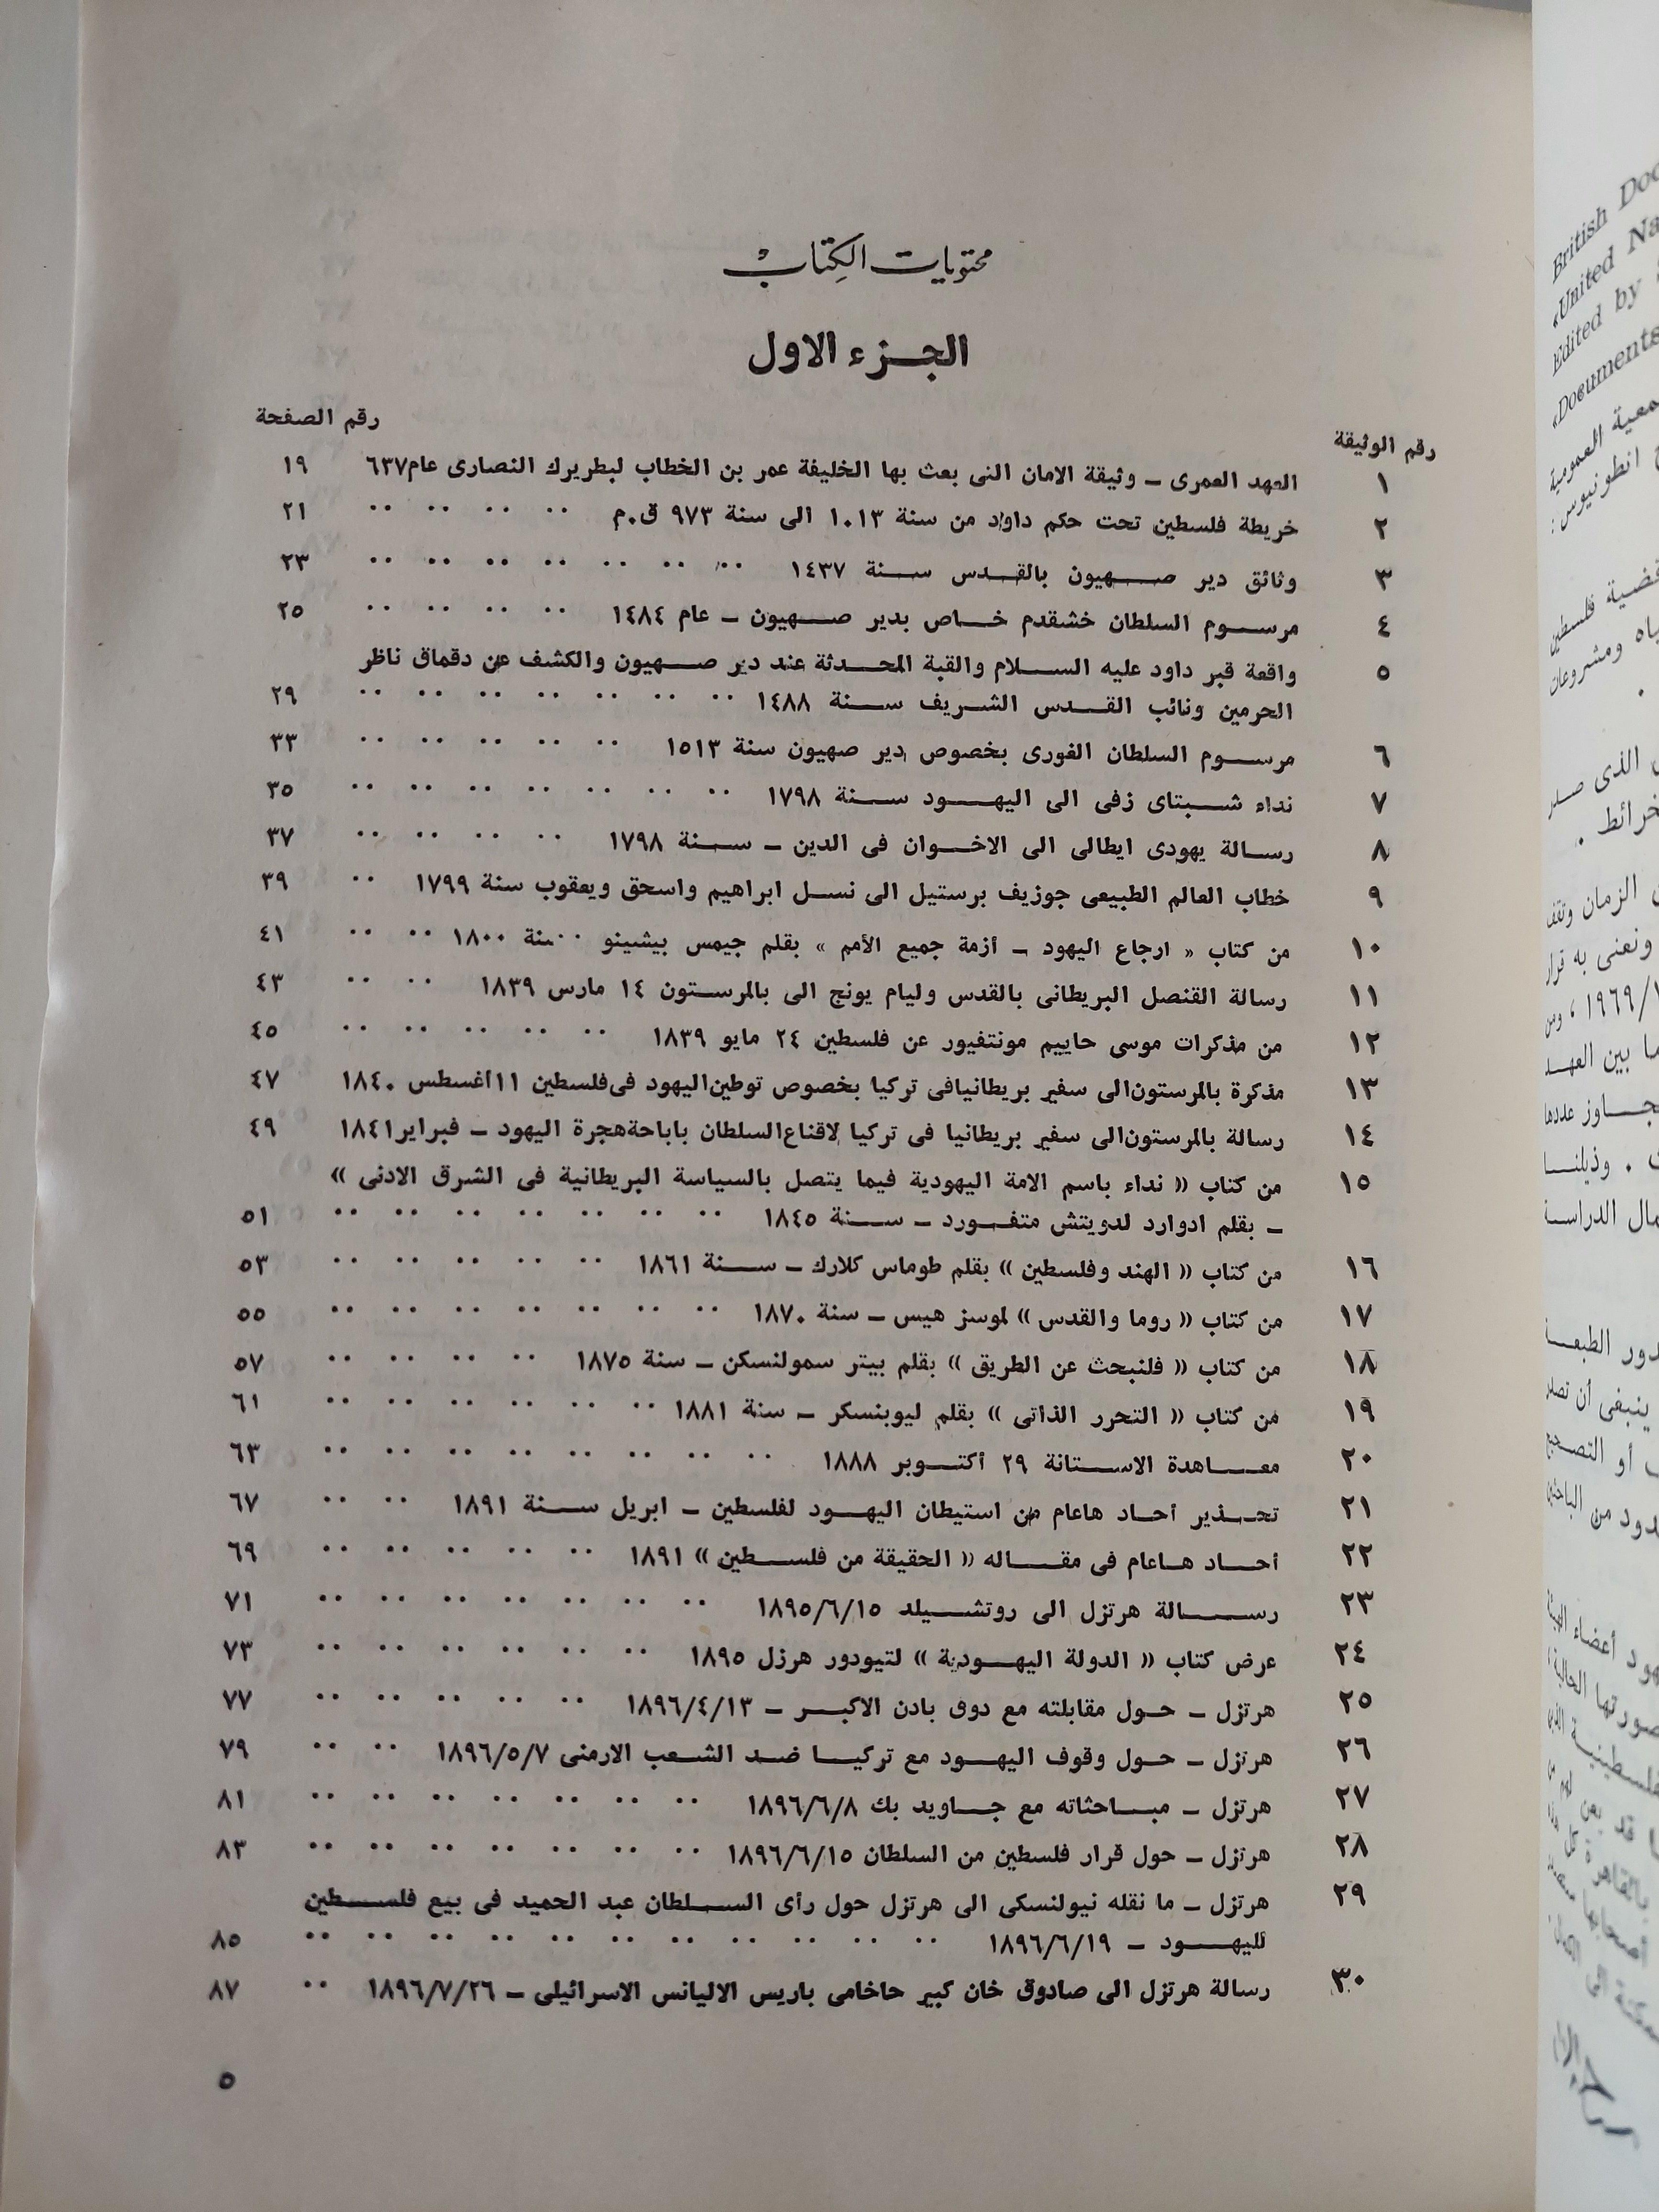 محتويات الكتاب
الجزء الاول
رقم الوثيقة رقم الصفحة
١ العهد العمرى – وثيقة الامان التى بعث بها الخليفة عمر بن الخطاب لبطريرك النصارى عام ٦٣٧ ١٩
٢ خريطة فلسطين تحت حكم داود من سنة ١٠١٣ الى سنة ٩٧٣ ق.م ٢١
٣ وثائق دير صهيون بالقدس سنة ١٤٣٧ ٢٣
٤ مرسوم السلطان خشقدم خاص بدير صهيون – عام ١٤٨٤ ٢٥
٥ واقعة قبر داود عليه السلام والقبة المحدثة عند دير صهيون والكشف عن دقماق ناظر
الحرمين ونائب القدس الشريف سنة ١٤٨٨ ٢٩
٦ مرسوم السلطان الغورى بخصوص دير صهيون سنة ١٥١٣ ٣٣
٧ نداء شبتاى زفى الى اليهود سنة ١٧٩٨ ٣٥
٨ رسالة يهودى ايطالى الى الاخوان فى الدين – سنة ١٧٩٨ ٣٧
٩ خطاب العالم الطبيعى جوزيف برستيل الى نسل ابراهيم واسحق ويعقوب سنة ١٧٩٩ ٣٩
١٠ من كتاب « ارجاع اليهود – أزمة جميع الأمم » بقلم جيمس بيشينو سنة ١٨٠٠ ٤١
١١ رسالة القنصل البريطانى بالقدس وليام يونج الى بالمرستون ١٤ مارس ١٨٣٩ ٤٣
١٢ من مذكرات موسى حاييم مونتفيور عن فلسطين ٢٤ مايو ١٨٣٩ ٤٥
١٣ مذكرة بالمرستون الى سفير بريطانيا فى تركيا بخصوص توطين اليهود فى فلسطين ١١ أغسطس ١٨٤٠ ٤٧
١٤ رسالة بالمرستون الى سفير بريطانيا فى تركيا لاقناع السلطان باباحة هجرة اليهود – فبراير ١٨٤١ ٤٩
١٥ من كتاب « نداء باسم الامة اليهودية فيما يتصل بالسياسة البريطانية فى الشرق الادنى »
– بقلم ادوارد لدويتش متفورد – سنة ١٨٤٥ ٥١
١٦ من كتاب « الهند وفلسطين » بقلم طوماس كلارك – سنة ١٨٦١ ٥٣
١٧ من كتاب « روما والقدس » لموسز هيس – سنة ١٨٧٠ ٥٥
١٨ من كتاب « فلنبحث عن الطريق » بقلم بيتر سمولنسكن – سنة ١٨٧٥ ٥٧
١٩ من كتاب « التحرر الذاتى » بقلم ليوبنسكر – سنة ١٨٨١ ٦١
٢٠ معاهدة الاستانة ٢٩ أكتوبر ١٨٨٨ ٦٣
٢١ تحذير احاد هاعام من استيطان اليهود لفلسطين – ابريل سنة ١٨٩١ ٦٧
٢٢ احاد هاعام فى مقاله « الحقيقة من فلسطين » ١٨٩١ ٦٩
٢٣ رسالة هرتزل الى روتشيلد ١٨٩٥/٦/١٥ ٧١
٢٤ عرض كتاب « الدولة اليهودية » لتيودور هرزل ١٨٩٥ ٧٣
٢٥ هرتزل – حول مقابلته مع دوق بادن الاكبر – ١٨٩٦/٤/١٣ ٧٧
٢٦ هرتزل – حول وقوف اليهود مع تركيا ضد الشعب الارمنى ١٨٩٦/٥/٧ ٧٩
٢٧ هرتزل – مباحثاته مع جاويد بك ١٨٩٦/٦/٨ ٨١
٢٨ هرتزل – حول قرار فلسطين من السلطان ١٨٩٦/٦/١٥ ٨٣
٢٩ هرتزل – ما نقله نيولنسكى الى هرتزل حول رأى السلطان عبد الحميد فى بيع فلسطين
لليهود – ١٨٩٦/٦/١٩ ٨٥
٣٠ رسالة هرتزل الى صادوق خان كبير حاخامى باريس الاليانس الاسرائيلى – ١٨٩٦/٧/٢٦ ٨٧
٥
British
«United
Edited by
«Documents